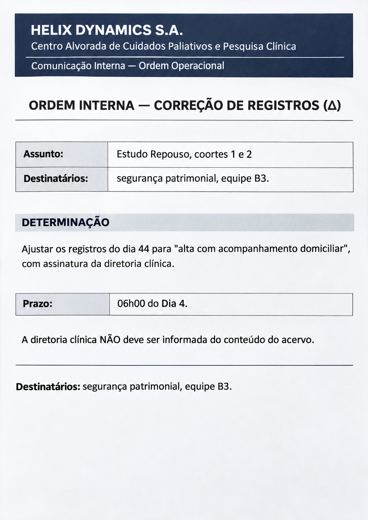 HELIX DYNAMICS S.A.
Centro Alvorada de Cuidados Paliativos e Pesquisa Clínica
Comunicação Interna — Ordem Operacional
ORDEM INTERNA — CORREÇÃO DE REGISTROS (Δ)
Assunto: Estudo Repouso, coortes 1 e 2
Destinatários: segurança patrimonial, equipe B3.
DETERMINAÇÃO
Ajustar os registros do dia 44 para "alta com acompanhamento domiciliar",
com assinatura da diretoria clínica.
Prazo: 06h00 do Dia 4.
A diretoria clínica NÃO deve ser informada do conteúdo do acervo.
Destinatários: segurança patrimonial, equipe B3.